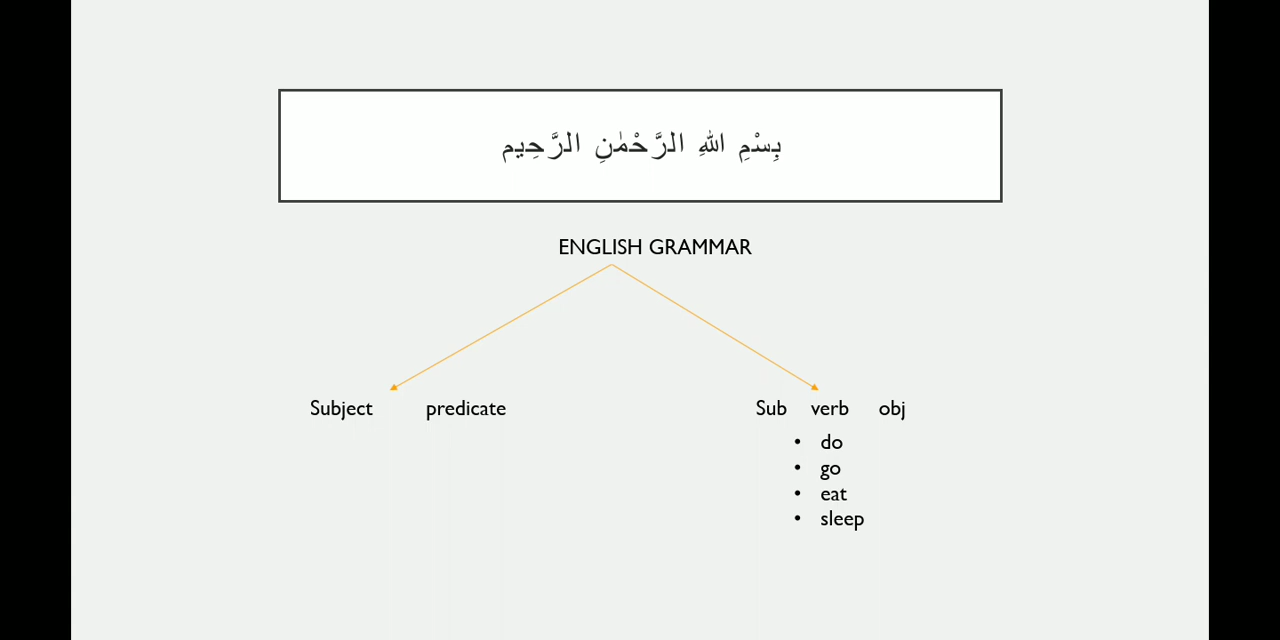 بِسْمِ اللهِ الرَّحْمٰنِ الرَّحِيم
ENGLISH GRAMMAR
Subject predicate Sub verb obj
• do
• go
• eat
• sleep